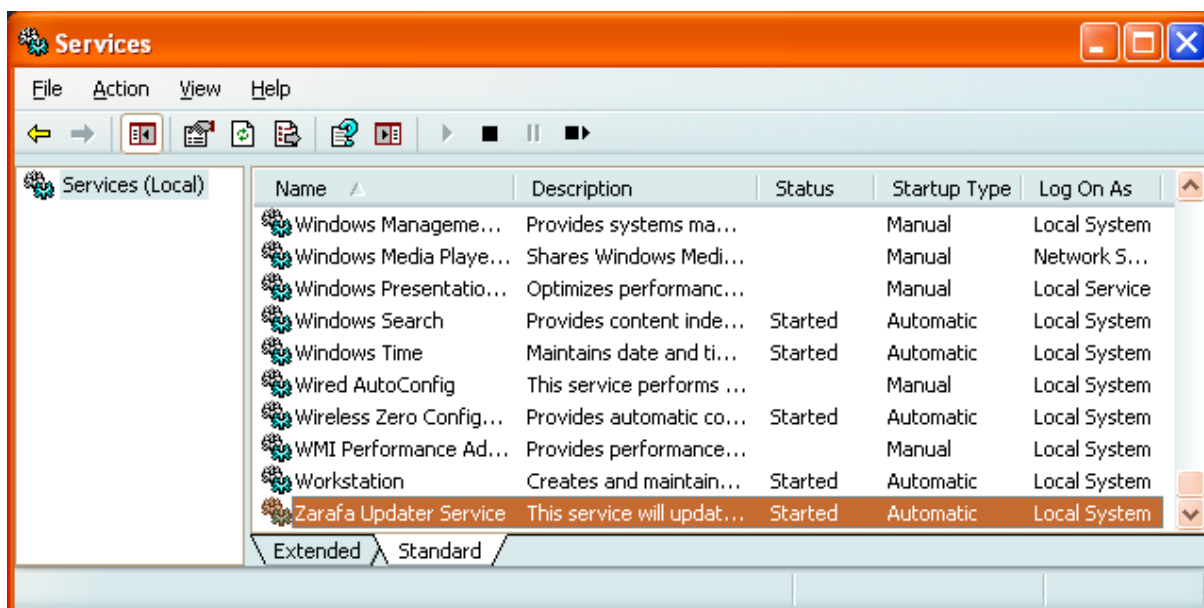 Services
File Action View Help
Services (Local)
Name Description Status Startup Type Log On As
Windows Manageme... Provides systems ma... Manual Local System
Windows Media Playe... Shares Windows Medi... Manual Network S...
Windows Presentatio... Optimizes performanc... Manual Local Service
Windows Search Provides content inde... Started Automatic Local System
Windows Time Maintains date and ti... Started Automatic Local System
Wired AutoConfig This service performs ... Manual Local System
Wireless Zero Config... Provides automatic co... Started Automatic Local System
WMI Performance Ad... Provides performance... Manual Local System
Workstation Creates and maintain... Started Automatic Local System
Zarafa Updater Service This service will updat... Started Automatic Local System
Extended Standard